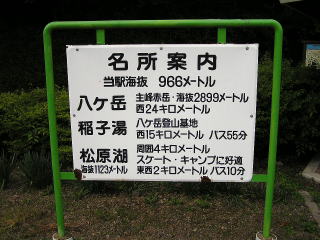 名所案内
当駅海抜 966メートル
八ケ岳 主峰赤岳・海抜2899メートル
西24キロメートル
稲子湯 八ケ岳登山基地
西15キロメートル バス55分
松原湖 周囲4キロメートル
スケート・キャンプに好適
海抜1123メートル 東西2キロメートル バス10分